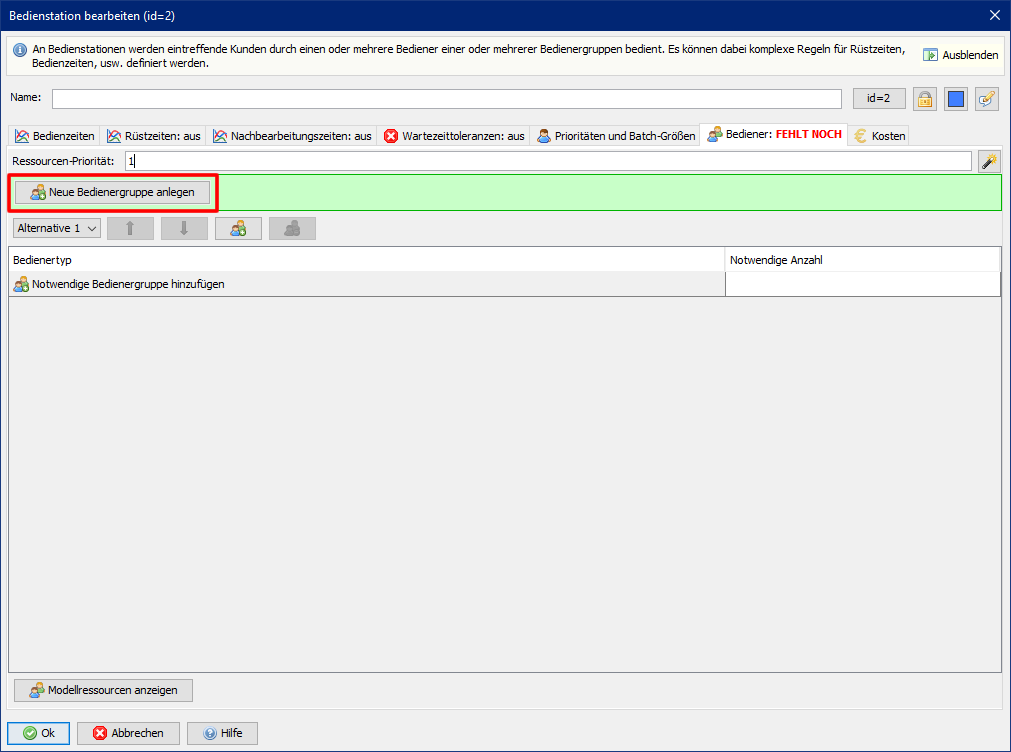 Bedienstation bearbeiten (id=2)
An Bedienstationen werden eintreffende Kunden durch einen oder mehrere Bediener einer oder mehrerer Bedienergruppen bedient. Es können dabei komplexe Regeln für Rüstzeiten,
Bedienzeiten, usw. definiert werden.
Ausblenden
Name:
id=2
Bedienzeiten
Rüstzeiten: aus
Nachbearbeitungszeiten: aus
Wartezeittoleranzen: aus
Prioritäten und Batch-Größen
Bediener: FEHLT NOCH
Kosten
Ressourcen-Priorität:
1
Neue Bedienergruppe anlegen
Alternative 1
Bedienertyp
Notwendige Anzahl
Notwendige Bedienergruppe hinzufügen
Modellressourcen anzeigen
Ok
Abbrechen
Hilfe